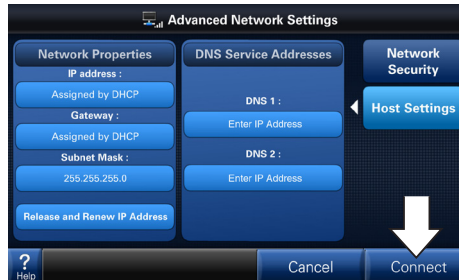 Advanced Network Settings
Network Properties
IP address :
Assigned by DHCP
Gateway :
Assigned by DHCP
Subnet Mask :
255.255.255.0
Release and Renew IP Address
DNS Service Addresses
DNS 1 :
Enter IP Address
DNS 2 :
Enter IP Address
Network
Security
Host Settings
?
Help
Cancel
Connect